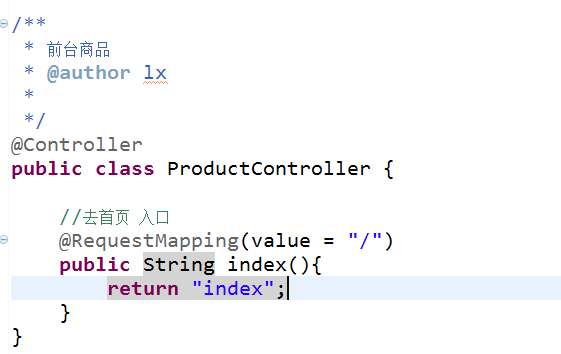 /**
 * 前台商品
 * @author lx
 *
 */
@Controller
public class ProductController {
    //去首页 入口
    @RequestMapping(value = "/")
    public String index(){
        return "index";
    }
}